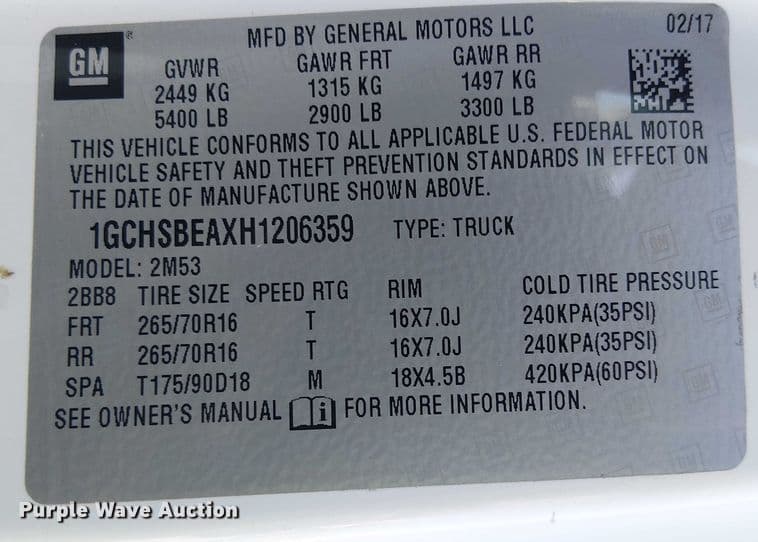 GM ® MFD BY GENERAL MOTORS LLC 02/17
GVWR GAWR FRT GAWR RR
2449 KG 1315 KG 1497 KG
5400 LB 2900 LB 3300 LB
THIS VEHICLE CONFORMS TO ALL APPLICABLE U.S. FEDERAL MOTOR
VEHICLE SAFETY AND THEFT PREVENTION STANDARDS IN EFFECT ON
THE DATE OF MANUFACTURE SHOWN ABOVE.
1GCHSBEAXH1206359 TYPE: TRUCK
MODEL: 2M53
2BB8 TIRE SIZE SPEED RTG RIM COLD TIRE PRESSURE
FRT 265/70R16 T 16X7.0J 240KPA(35PSI)
RR 265/70R16 T 16X7.0J 240KPA(35PSI)
SPA T175/90D18 M 18X4.5B 420KPA(60PSI)
SEE OWNER'S MANUAL i FOR MORE INFORMATION.
Purple Wave Auction